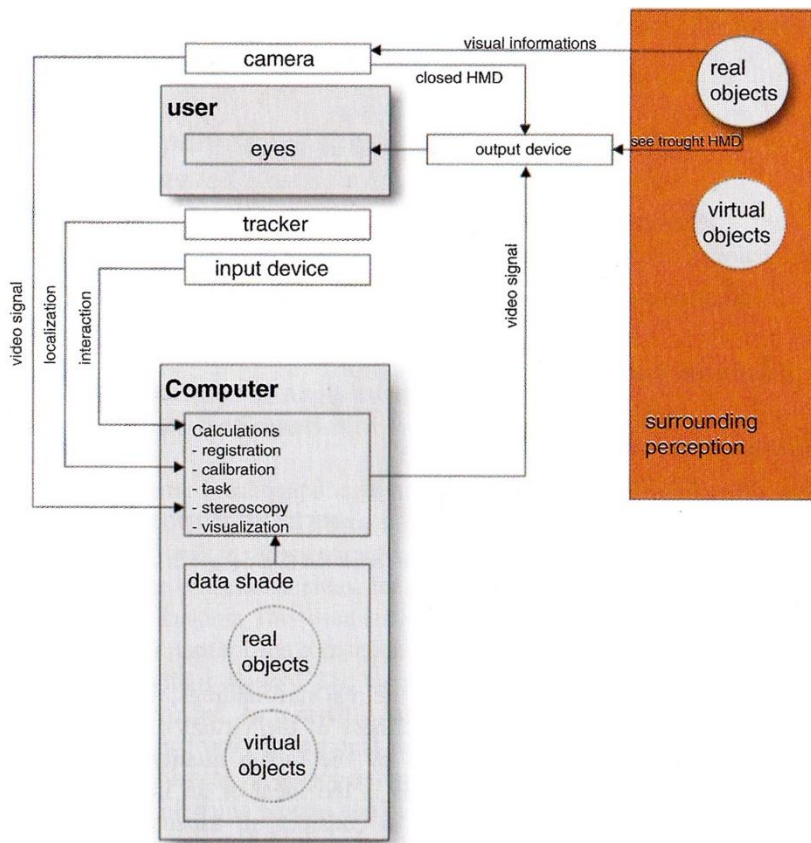 visual informations
camera
real
objects
closed HMD
user
eyes
output device
see trought HMD
virtual
objects
tracker
input device
video signal
localization
interaction
video signal
Computer
Calculations
- registration
- calibration
- task
- stereoscopy
- visualization
surrounding
perception
data shade
real
objects
virtual
objects